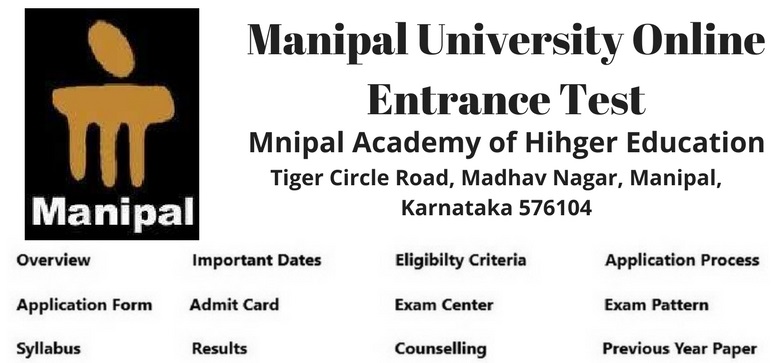 Manipal
Manipal University Online
Entrance Test
Mnipal Academy of Hihger Education
Tiger Circle Road, Madhav Nagar, Manipal,
Karnataka 576104
Overview Important Dates Eligibilty Criteria Application Process
Application Form Admit Card Exam Center Exam Pattern
Syllabus Results Counselling Previous Year Paper